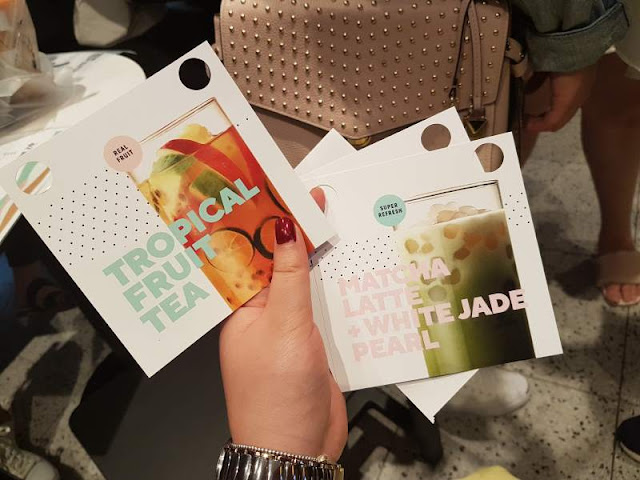 REAL
FRUIT
TROPICAL
FRUIT
TEA
SUPER
REFRESH
MATCHA
LATTE
+ WHITE JADE
PEARL